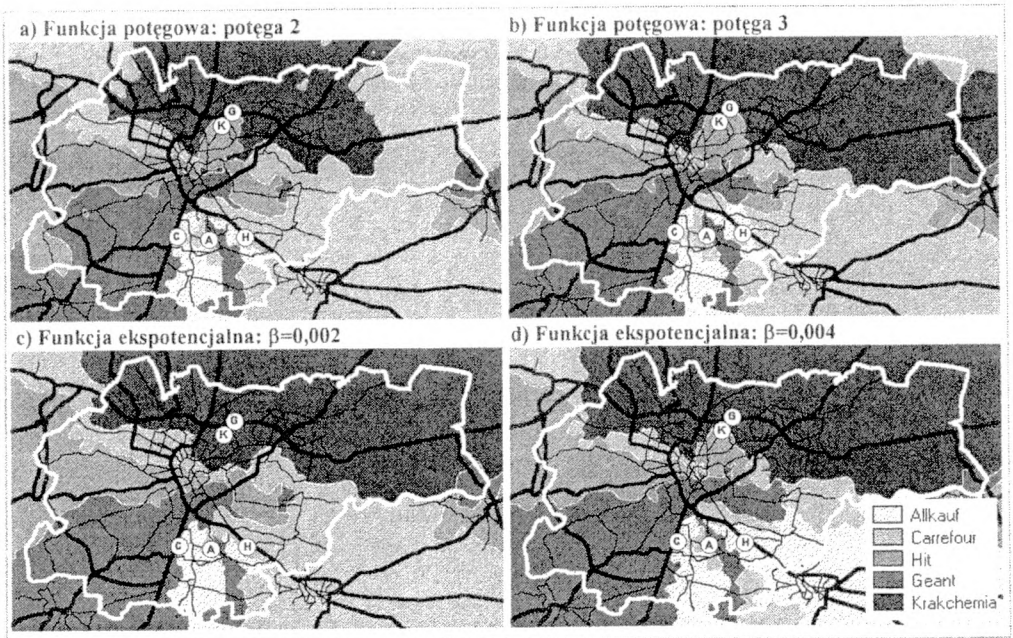 a) Funkcja potęgowa: potęga 2
b) Funkcja potęgowa: potęga 3
G
K
C
A
H
G
K
C
A
H
c) Funkcja ekspotencjalna: β=0,002
d) Funkcja ekspotencjalna: β=0,004
G
K
C
A
H
G
K
C
A
H
Allkauf
Carrefour
Hit
Geant
Krakchemia*